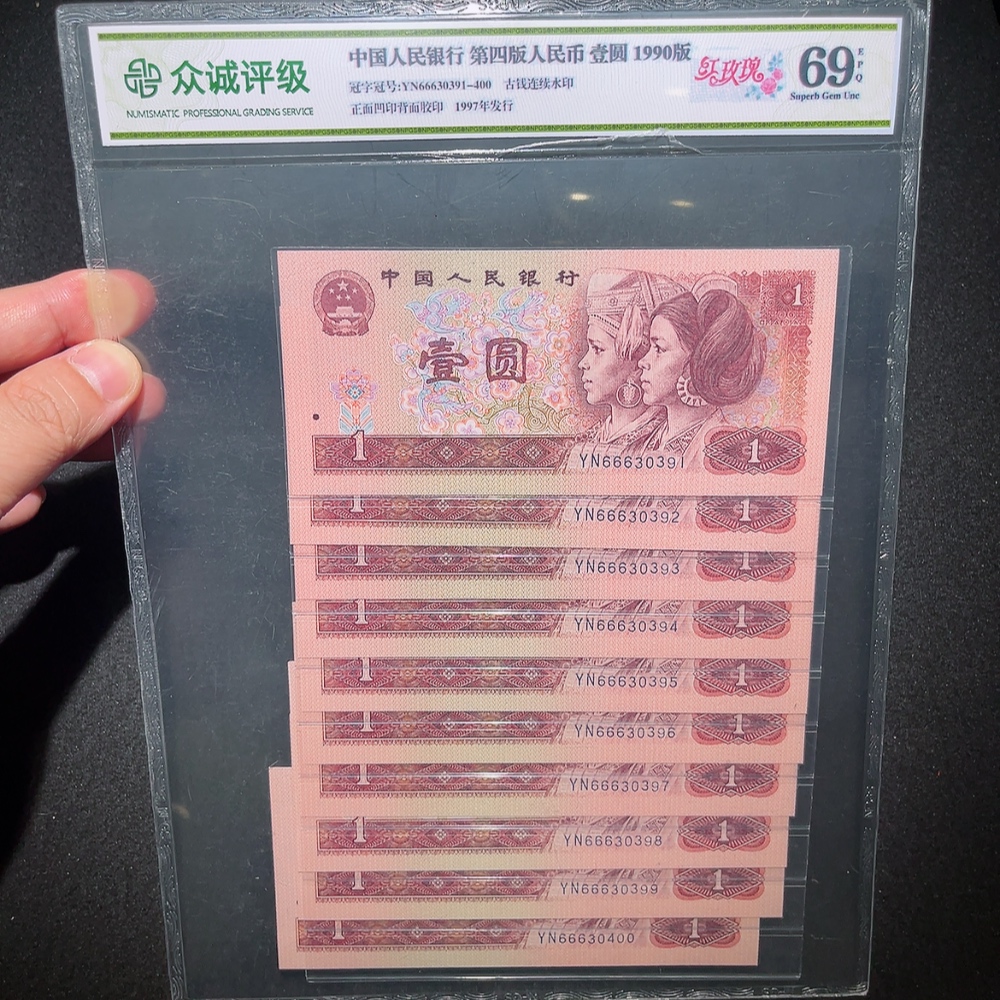 众诚评级
NUMISMATIC PROFESSIONAL GRADING SERVICE
中国人民银行 第四版人民币 壹圆 1990版
冠字冠号:YN66630391-400 古钱连续水印
正面凹印背面胶印 1997年发行
红玫瑰
69
EPQ
Superb Gem Unc
中国人民银行
1
壹圆
1 YN66630391 1
1 YN66630392 1
1 YN66630393 1
1 YN66630394 1
1 YN66630395 1
1 YN66630396 1
1 YN66630397 1
1 YN66630398 1
1 YN66630399 1
1 YN66630400 1